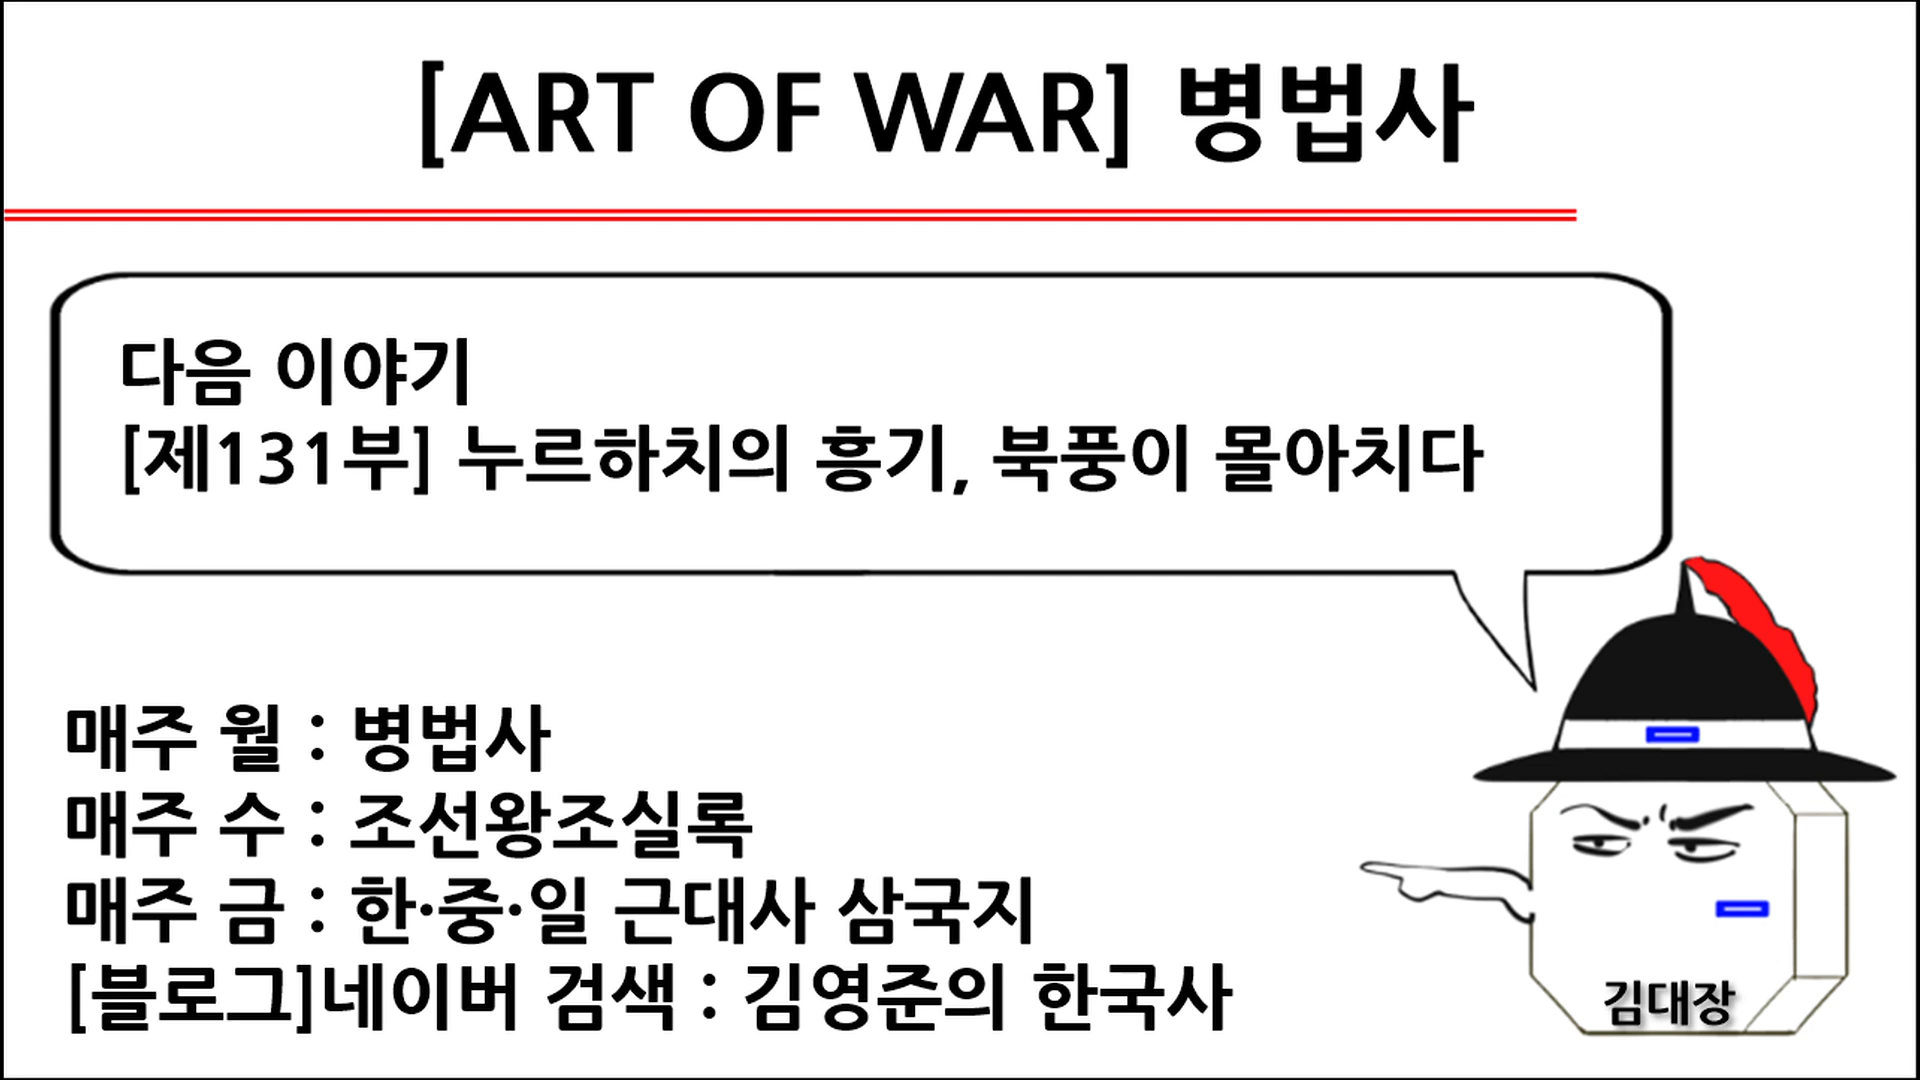 [ART OF WAR] 병법사
다음 이야기
[제131부] 누르하치의 흥기, 북풍이 몰아치다
매주 월 : 병법사
매주 수 : 조선왕조실록
매주 금 : 한·중·일 근대사 삼국지
[블로그]네이버 검색 : 김영준의 한국사
김대장